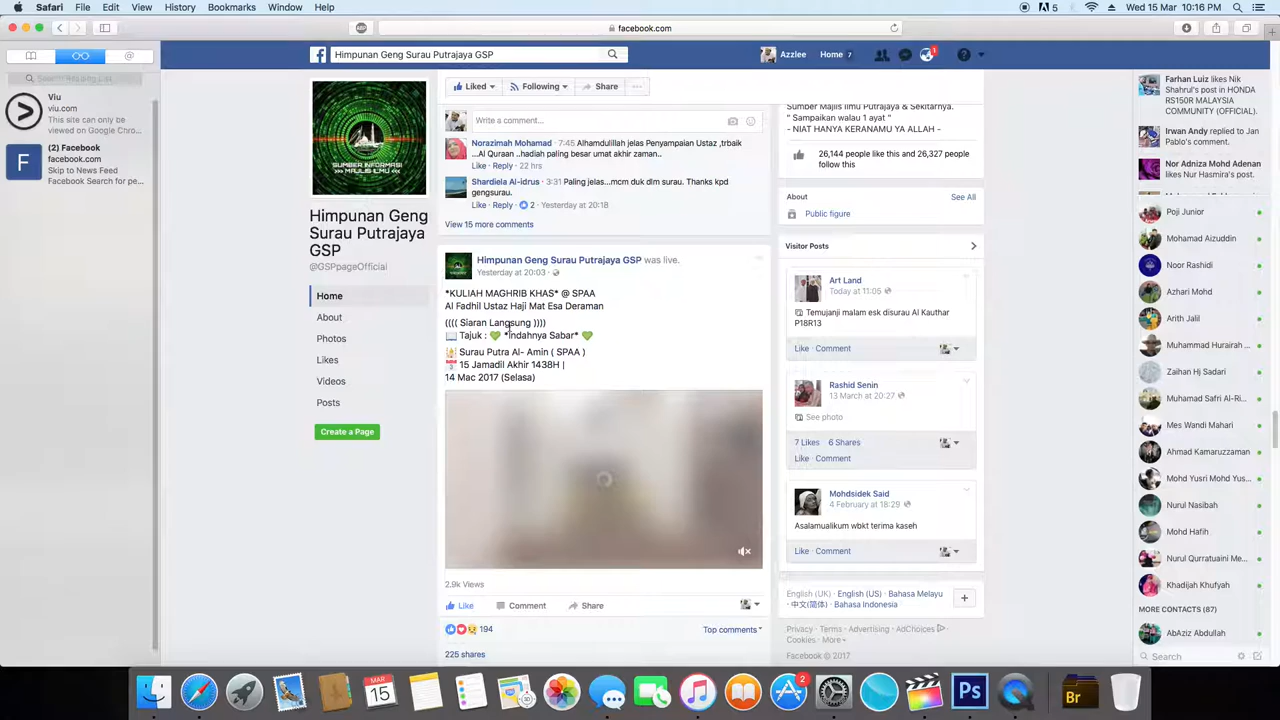 Safari File Edit View History Bookmarks Window Help
5 Wed 15 Mar 10:16 PM
facebook.com
Himpunan Geng Surau Putrajaya GSP
Azzlee Home 7
1
Search Reading List
Viu
viu.com
This site can only be
viewed on Google Chro...
(2) Facebook
facebook.com
Skip to News Feed
Facebook Search for pe...
SUMBER INFORMASI
MAJLIS ILMU
Himpunan Geng
Surau Putrajaya
GSP
@GSPpageOfficial
Home
About
Photos
Likes
Videos
Posts
Create a Page
Liked Following Share ...
Write a comment...
Norazimah Mohamad · 7:45 Alhamdulillah jelas Penyampaian Ustaz ,trbaik
...Al Quraan ..hadiah paling besar umat akhir zaman..
Like · Reply · 22 hrs
Shardiela Al-idrus · 3:31 Paling jelas...mcm duk dlm surau. Thanks kpd
gengsurau.
Like · Reply · 2 · Yesterday at 20:18
View 15 more comments
Himpunan Geng Surau Putrajaya GSP was live.
Yesterday at 20:03 ·
*KULIAH MAGHRIB KHAS* @ SPAA
Al Fadhil Ustaz Haji Mat Esa Deraman
(((( Siaran Langsung ))))
📖 Tajuk : 💚 *Indahnya Sabar* 💚
🕌 Surau Putra Al- Amin ( SPAA )
📅 15 Jamadil Akhir 1438H |
14 Mac 2017 (Selasa)
2.9k Views
Like Comment Share
194
Top comments
225 shares
Sumber Majlis Ilmu Putrajaya & Sekitarnya.
" Sampaikan walau 1 ayat "
- NIAT HANYA KERANAMU YA ALLAH -
26,144 people like this and 26,327 people
follow this
About See All
Public figure
Visitor Posts
Art Land
Today at 11:05
Temujanji malam esk disurau Al Kauthar
P18R13
Like · Comment
Rashid Senin
13 March at 20:27
See photo
7 Likes 6 Shares
Like · Comment
Mohdsidek Said
4 February at 18:29
Asalamualikum wbkt terima kaseh
Like · Comment
English (UK) · English (US) · Bahasa Melayu
· 中文(简体) · Bahasa Indonesia
Privacy · Terms · Advertising · AdChoices ·
Cookies · More
Facebook © 2017
Farhan Luiz likes Nik
Shahrul's post in HONDA
RS150R MALAYSIA
COMMUNITY (OFFICIAL).
Irwan Andy replied to Jan
Pablo's comment.
Nor Adniza Mohd Adenan
likes Nur Hasmira's post.
Poji Junior
Mohamad Aizuddin
Noor Rashidi
Azhari Mohd
Arith Jalil
Muhammad Hurairah ...
Zaihan Hj Sadari
Muhamad Safri Al-Ri...
Mes Wandi Mahari
Ahmad Kamaruzzaman
Mohd Yusri Mohd Yus...
Nurul Nasibah
Mohd Hafih
Nurul Qurratuini Me...
Khadijah Khufyah
MORE CONTACTS (87)
AbAziz Abdullah
Search
MAR
15
2
Ps
Br